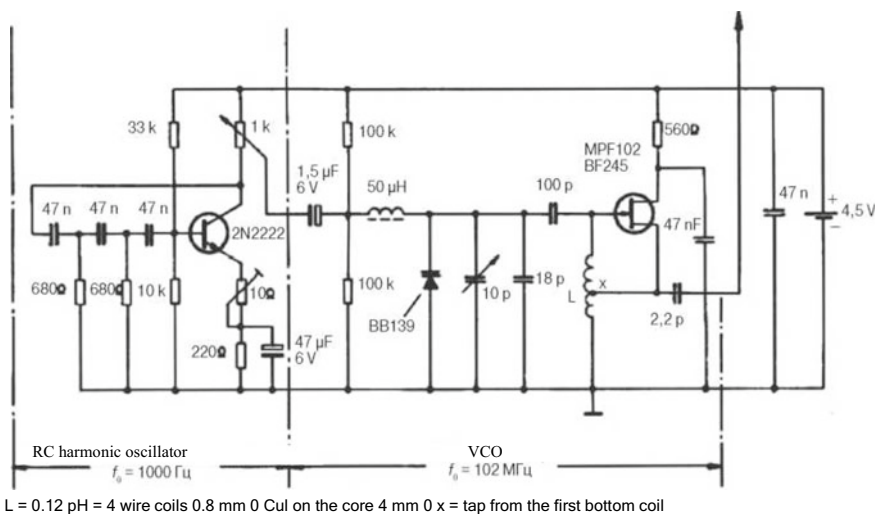 33 k
1 k
100 k
560Ω
MPF102
BF245
1,5 µF
6 V
50 µH
100 p
47 n
47 n
47 n
47 n
4,5 V
+
−
2N2222
47 nF
680Ω
680Ω
10 k
10Ω
100 k
10 p
18 p
L
x
BB139
2,2 p
220Ω
47 µF
6 V
RC harmonic oscillator
VCO
f₀ = 1000 Гц
f₀ = 102 МГц
L = 0.12 pH = 4 wire coils 0.8 mm 0 Cul on the core 4 mm 0 x = tap from the first bottom coil